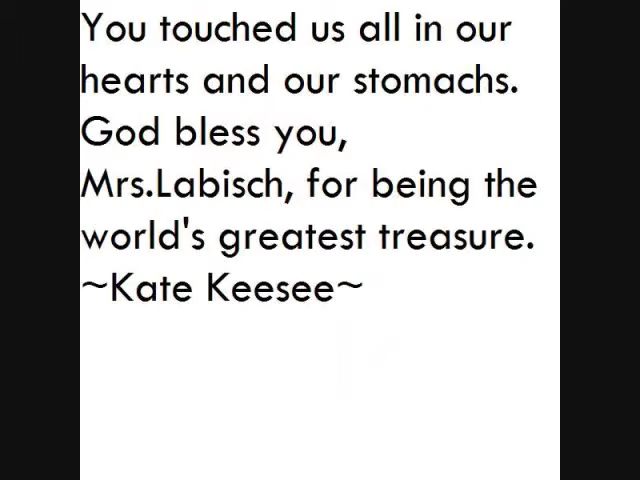 You touched us all in our
hearts and our stomachs.
God bless you,
Mrs.Labisch, for being the
world's greatest treasure.
~Kate Keesee~